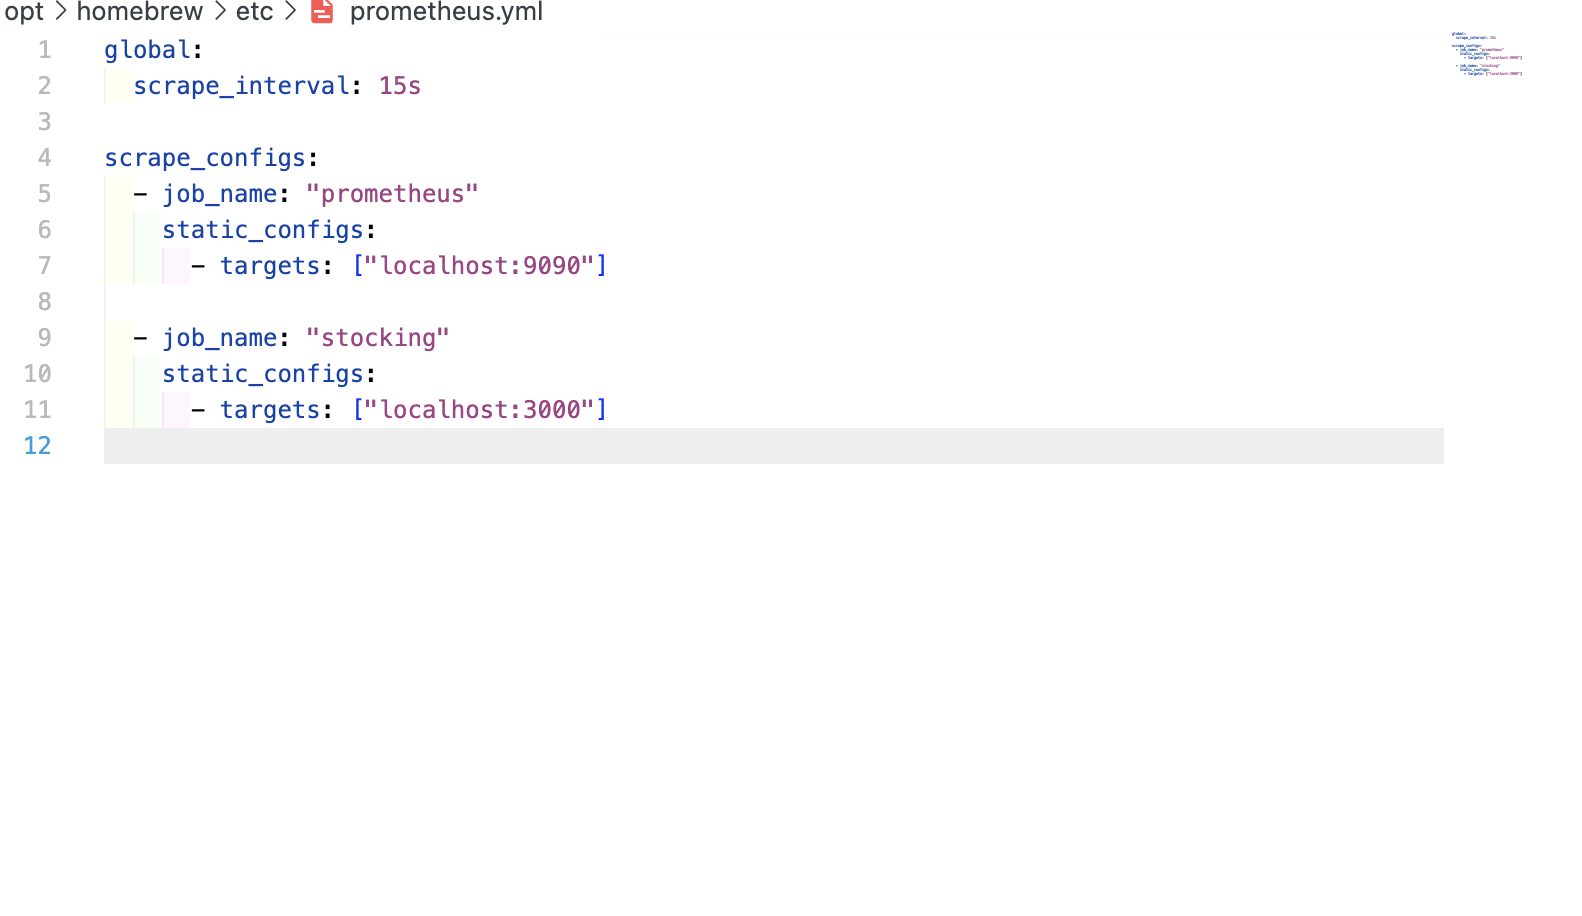 opt > homebrew > etc > prometheus.yml
1 global:
2   scrape_interval: 15s
3
4 scrape_configs:
5   - job_name: "prometheus"
6     static_configs:
7       - targets: ["localhost:9090"]
8
9   - job_name: "stocking"
10     static_configs:
11       - targets: ["localhost:3000"]
12